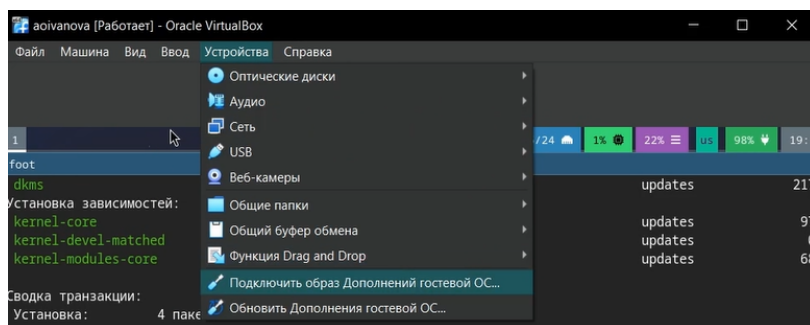 aoivanova [Работает] - Oracle VirtualBox
Файл Машина Вид Ввод Устройства Справка
Оптические диски
Аудио
Сеть
USB
Веб-камеры
Общие папки
Общий буфер обмена
Функция Drag and Drop
Подключить образ Дополнений гостевой ОС...
Обновить Дополнения гостевой ОС...
1 /24 1% 22% us 98% 19:
foot
dkms updates 217
Установка зависимостей:
kernel-core updates 97
kernel-devel-matched updates
kernel-modules-core updates 68
Сводка транзакции:
Установка: 4 паке